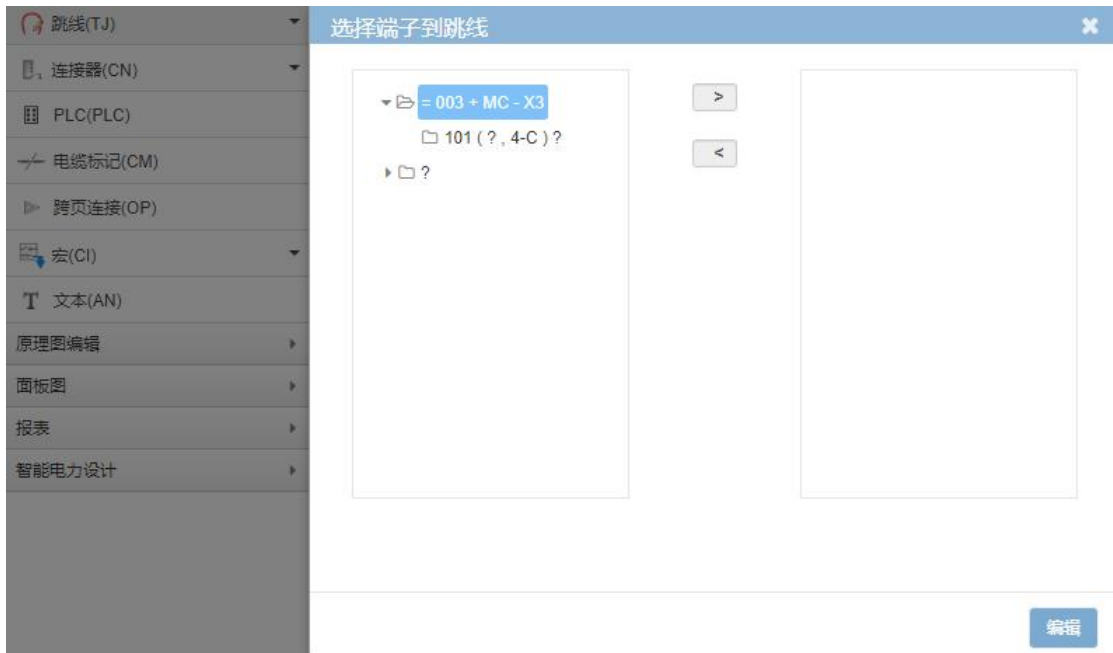 跳线(TJ)
连接器(CN)
PLC(PLC)
电缆标记(CM)
跨页连接(OP)
宏(CI)
T 文本(AN)
原理图编辑
面板图
报表
智能电力设计
选择端子到跳线
= 003 + MC - X3
101 ( ? , 4-C ) ?
?
>
<
编辑